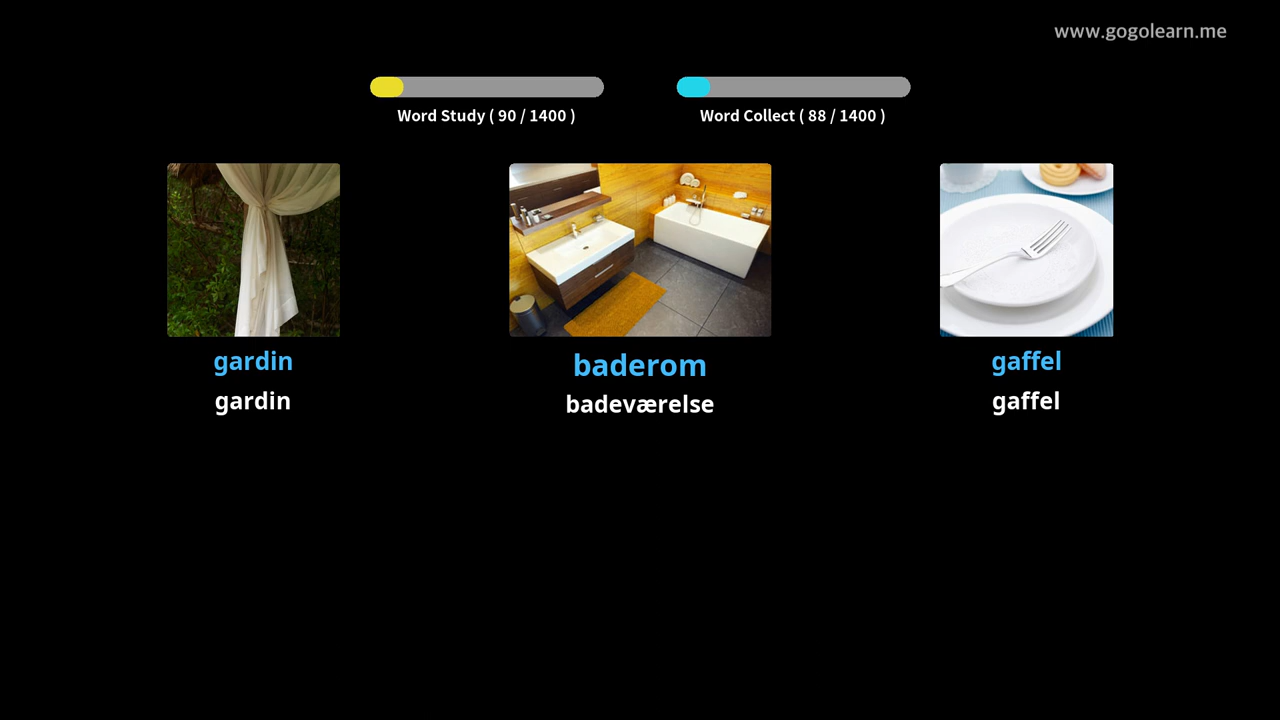 www.gogolearn.me
Word Study ( 90 / 1400 )
Word Collect ( 88 / 1400 )
gardin
gardin
baderom
badeværelse
gaffel
gaffel